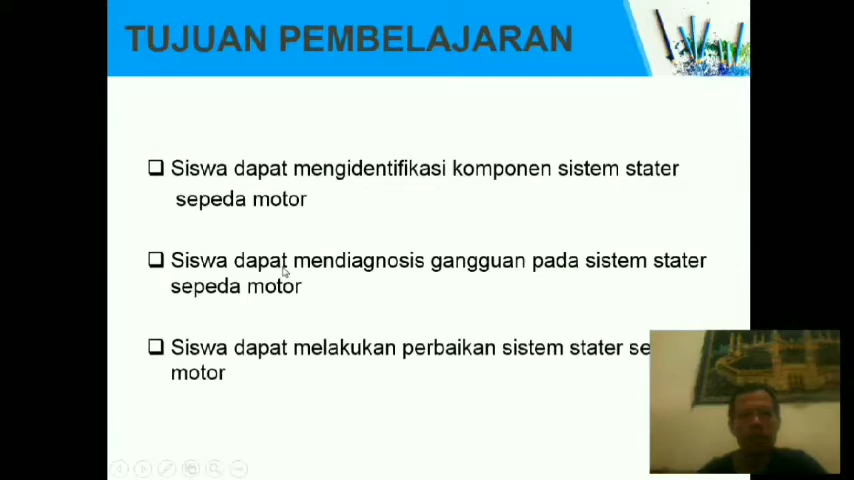 TUJUAN PEMBELAJARAN
❑ Siswa dapat mengidentifikasi komponen sistem stater
sepeda motor
❑ Siswa dapat mendiagnosis gangguan pada sistem stater
sepeda motor
❑ Siswa dapat melakukan perbaikan sistem stater se
motor